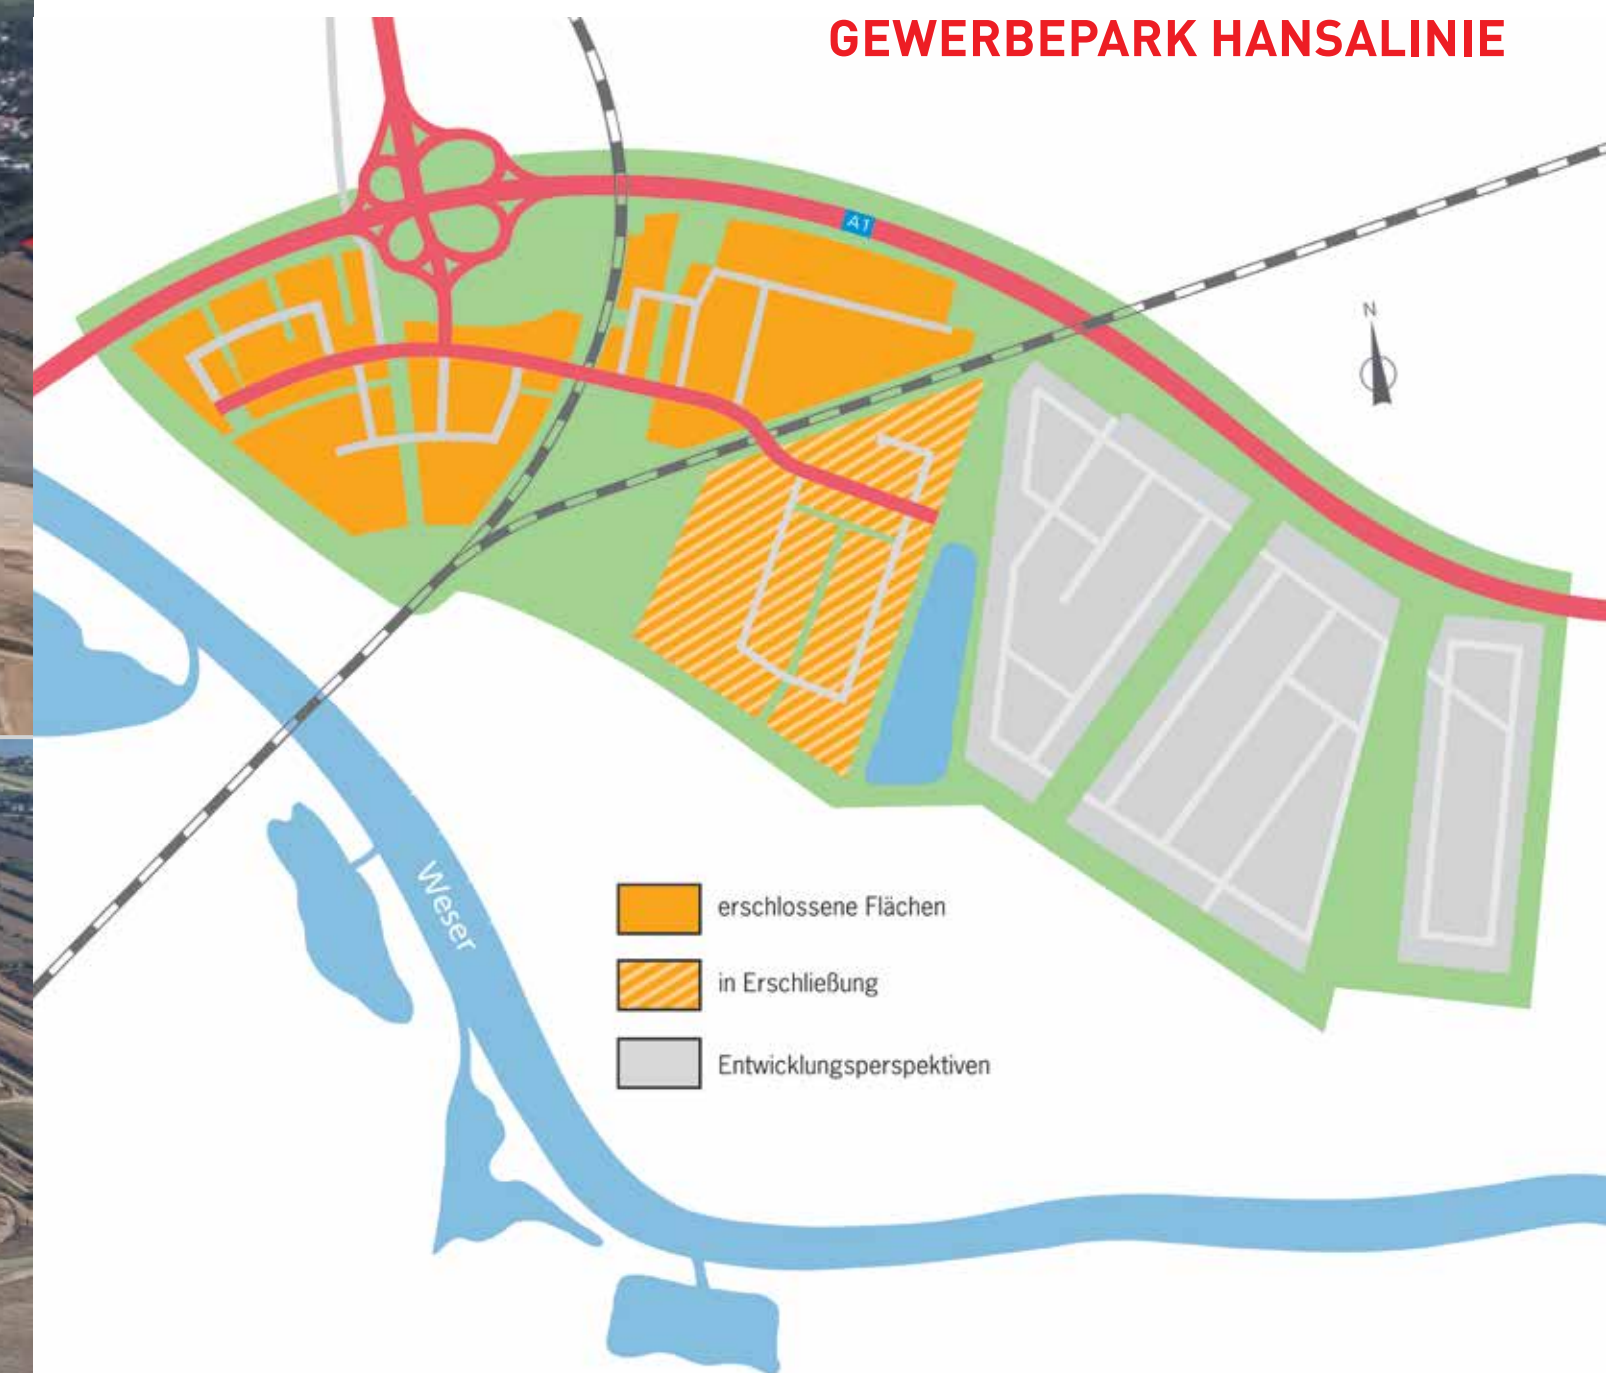 GEWERBEPARK HANSALINIE
A1
N
Weser
erschlossene Flächen
in Erschließung
Entwicklungsperspektiven